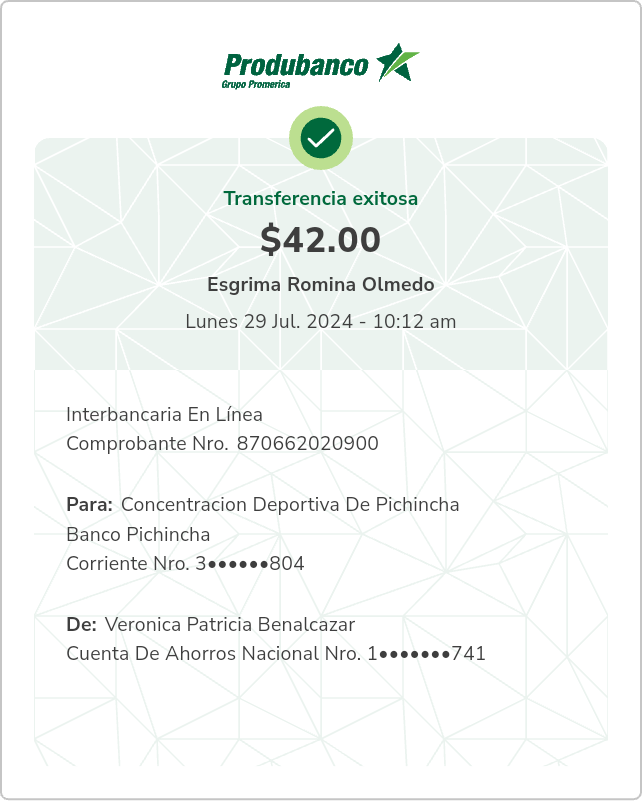 Produbanco
Grupo Promerica
Transferencia exitosa
$42.00
Esgrima Romina Olmedo
Lunes 29 Jul. 2024 - 10:12 am
Interbancaria En Línea
Comprobante Nro. 870662020900
Para: Concentracion Deportiva De Pichincha
Banco Pichincha
Corriente Nro. 3••••••804
De: Veronica Patricia Benalcazar
Cuenta De Ahorros Nacional Nro. 1•••••••741